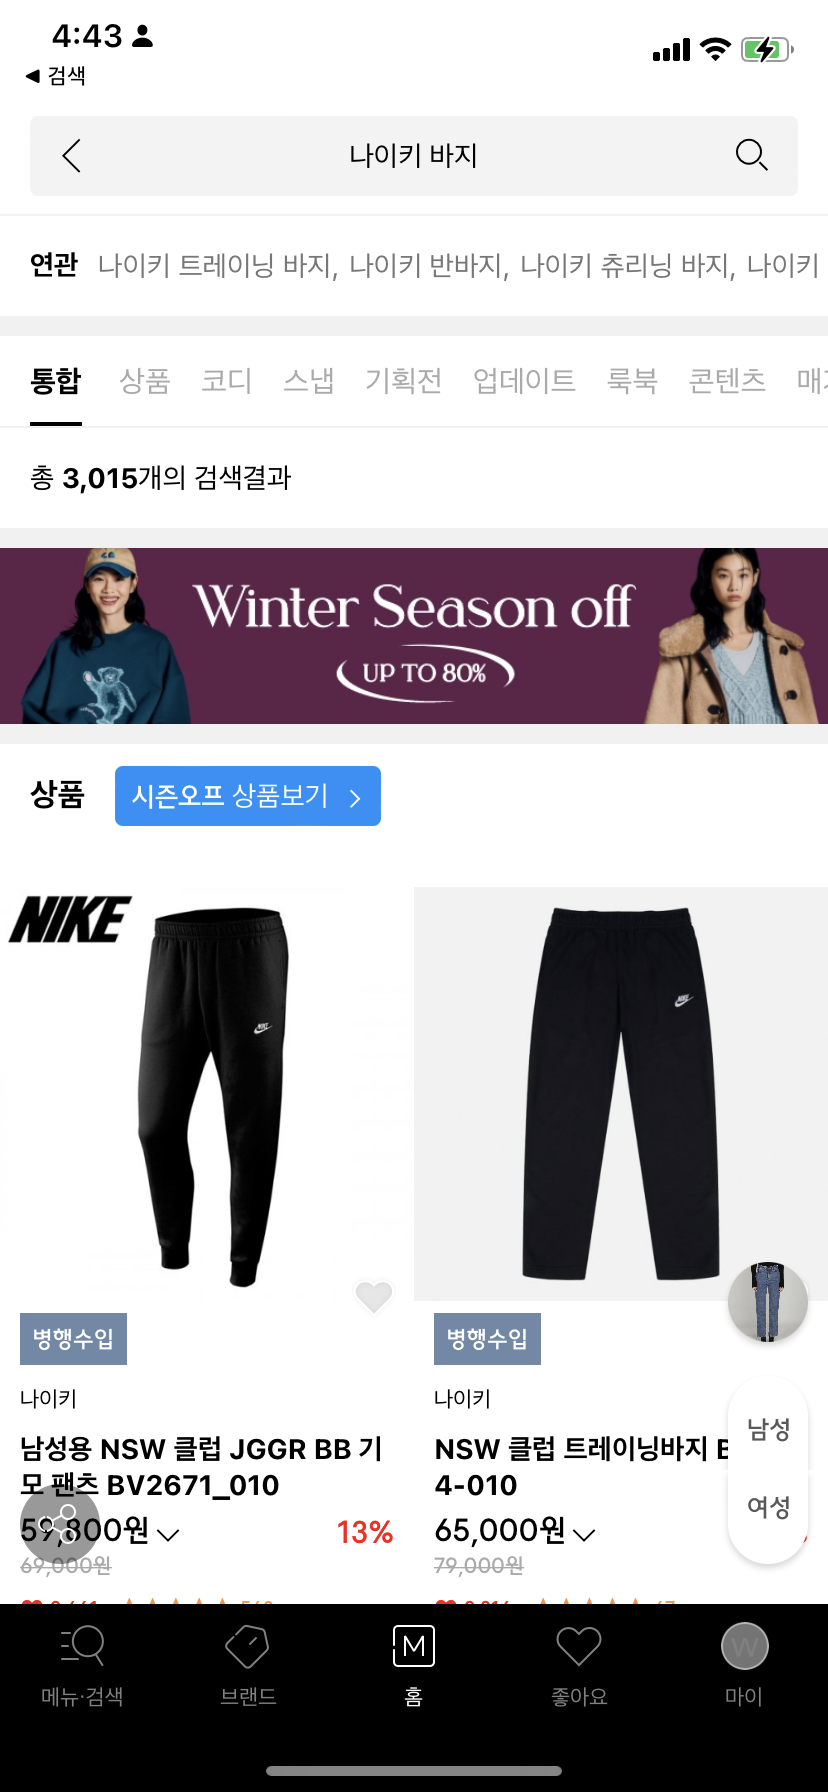 4:43
◀ 검색
나이키 바지
연관 나이키 트레이닝 바지, 나이키 반바지, 나이키 츄리닝 바지, 나이키
통합 상품 코디 스냅 기획전 업데이트 룩북 콘텐츠
총 3,015개의 검색결과
Winter Season off
UP TO 80%
상품 시즌오프 상품보기
NIKE
병행수입
나이키
남성용 NSW 클럽 JGGR BB 기
모 팬츠 BV2671_010
59,800원 13%
69,000원
병행수입
나이키
NSW 클럽 트레이닝바지
4-010
65,000원
79,000원
남성
여성
메뉴·검색 브랜드 홈 좋아요 마이